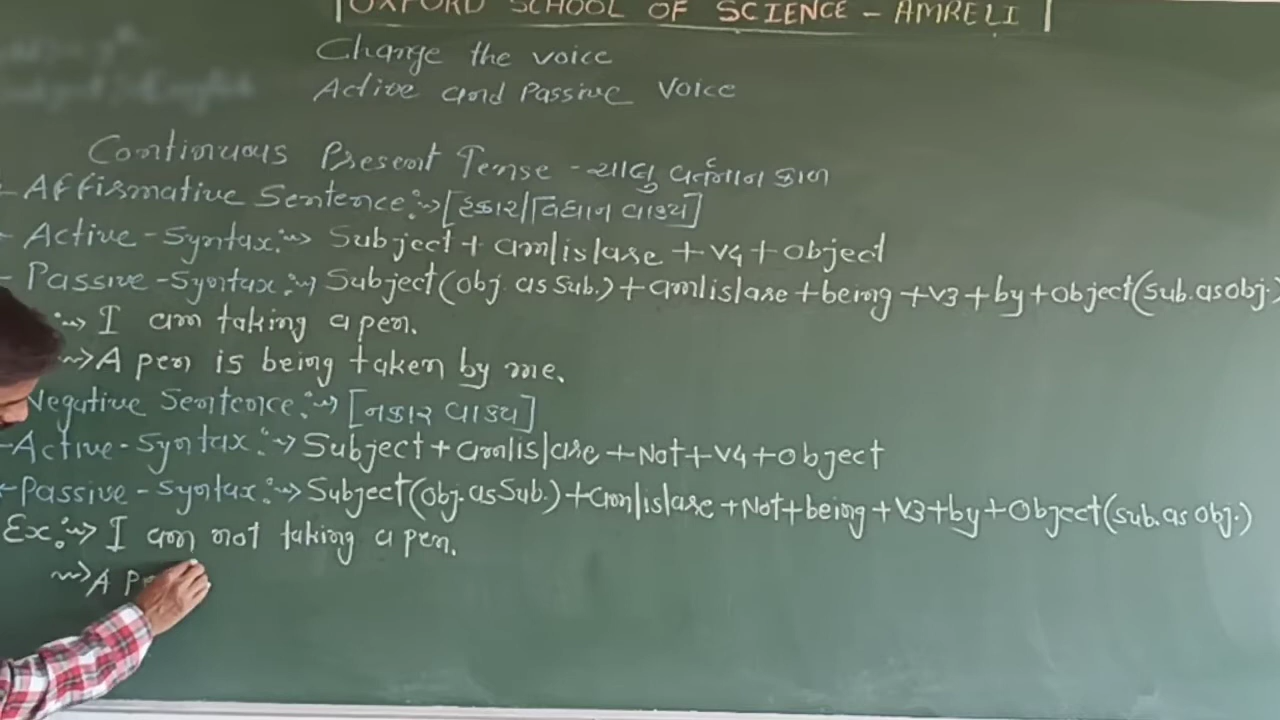 OXFORD SCHOOL OF SCIENCE - AMRELI
Change the voice
Active and Passive Voice
Continuous Present Tense - ચાલુ વર્તમાન કાળ
Affirmative Sentence :→ [હકાર/વિધાન વાક્ય]
Active-Syntax :→ Subject + am/is/are + V4 + Object
Passive-Syntax :→ Subject (obj. as Sub.) + am/is/are + being + V3 + by + Object (Sub. as obj.)
:→ I am taking a pen.
→ A pen is being taken by me.
Negative Sentence :→ [નકાર વાક્ય]
Active-Syntax :→ Subject + am/is/are + Not + V4 + Object
Passive-Syntax :→ Subject (Obj. as Sub.) + am/is/are + Not + being + V3 + by + Object (sub. as obj.)
Ex. :→ I am not taking a pen.
→ A